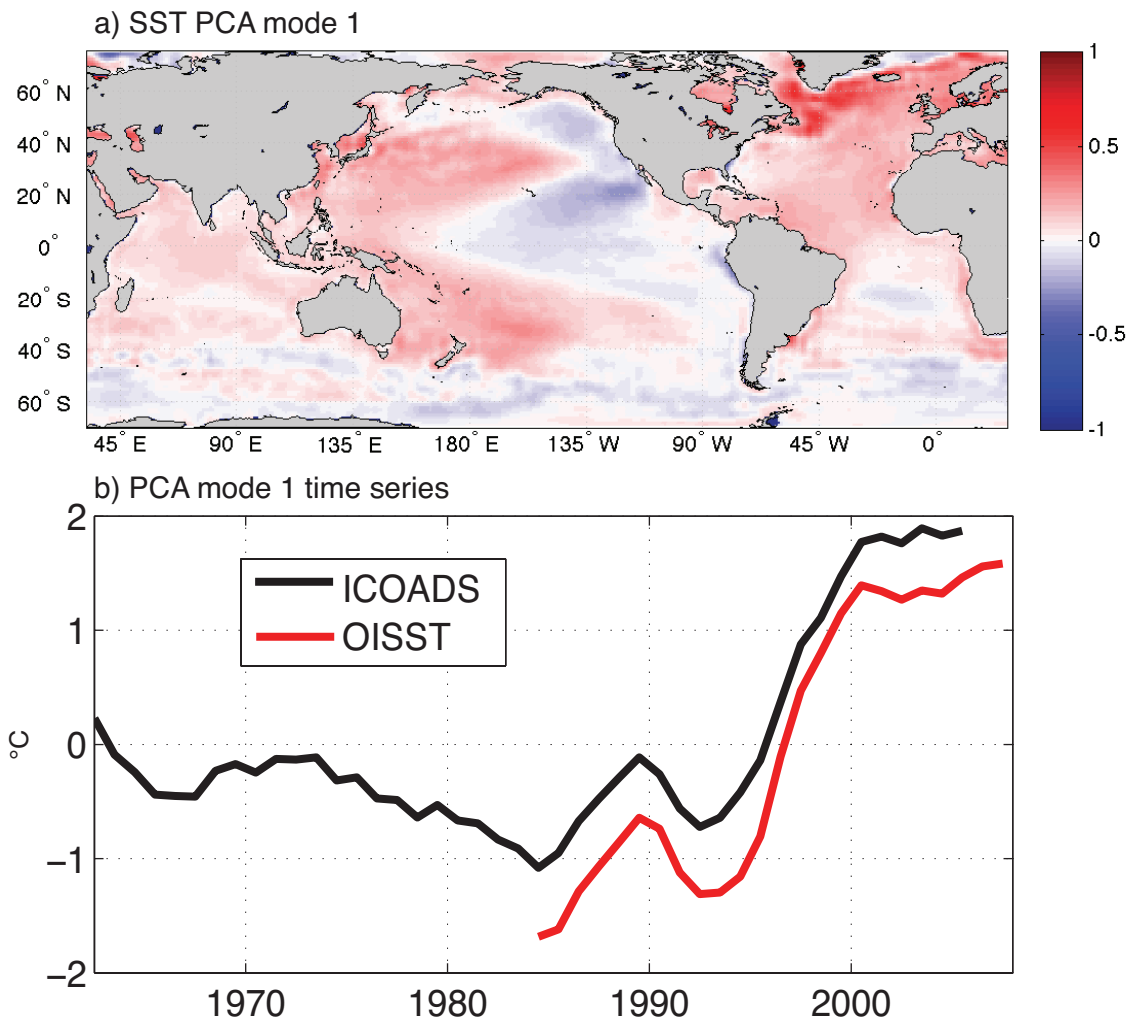 a) SST PCA mode 1
60° N
40° N
20° N
0°
20° S
40° S
60° S
45° E
90° E
135° E
180° E
135° W
90° W
45° W
0°
1
0.5
0
-0.5
-1
b) PCA mode 1 time series
2
1
0
−1
−2
°C
ICOADS
OISST
1970
1980
1990
2000